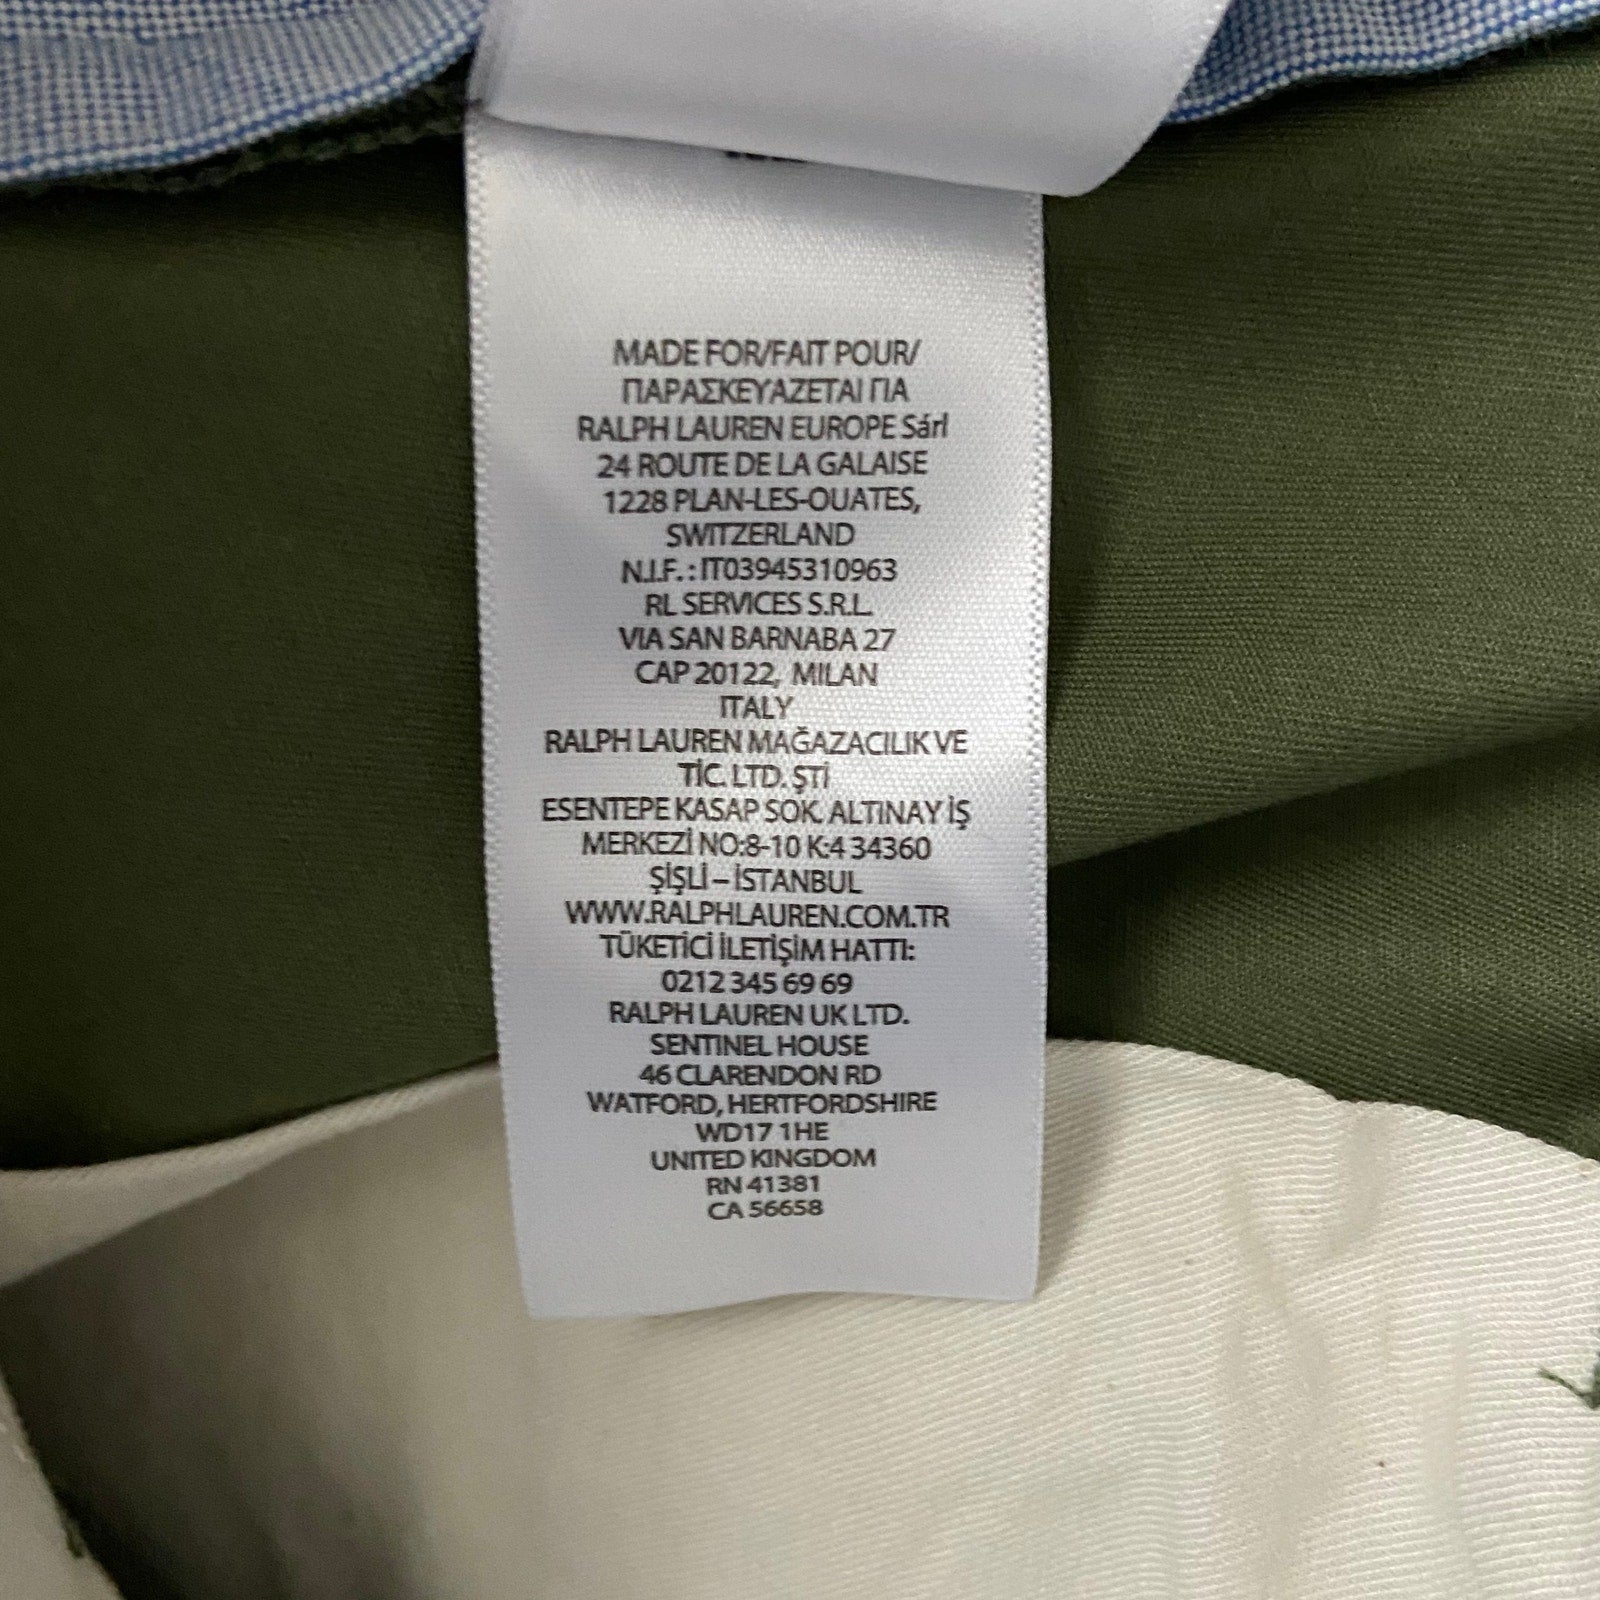 MADE FOR/FAIT POUR/
ΠΑΡΑΣΚΕΥΑΖΕΤΑΙ ΓΙΑ
RALPH LAUREN EUROPE Sárl
24 ROUTE DE LA GALAISE
1228 PLAN-LES-OUATES,
SWITZERLAND
N.I.F. : IT03945310963
RL SERVICES S.R.L.
VIA SAN BARNABA 27
CAP 20122, MILAN
ITALY
RALPH LAUREN MAĞAZACILIK VE
TİC. LTD. ŞTİ
ESENTEPE KASAP SOK. ALTINAY İŞ
MERKEZİ NO:8-10 K:4 34360
ŞİŞLİ – İSTANBUL
WWW.RALPHLAUREN.COM.TR
TÜKETİCİ İLETİŞİM HATTI:
0212 345 69 69
RALPH LAUREN UK LTD.
SENTINEL HOUSE
46 CLARENDON RD
WATFORD, HERTFORDSHIRE
WD17 1HE
UNITED KINGDOM
RN 41381
CA 56658